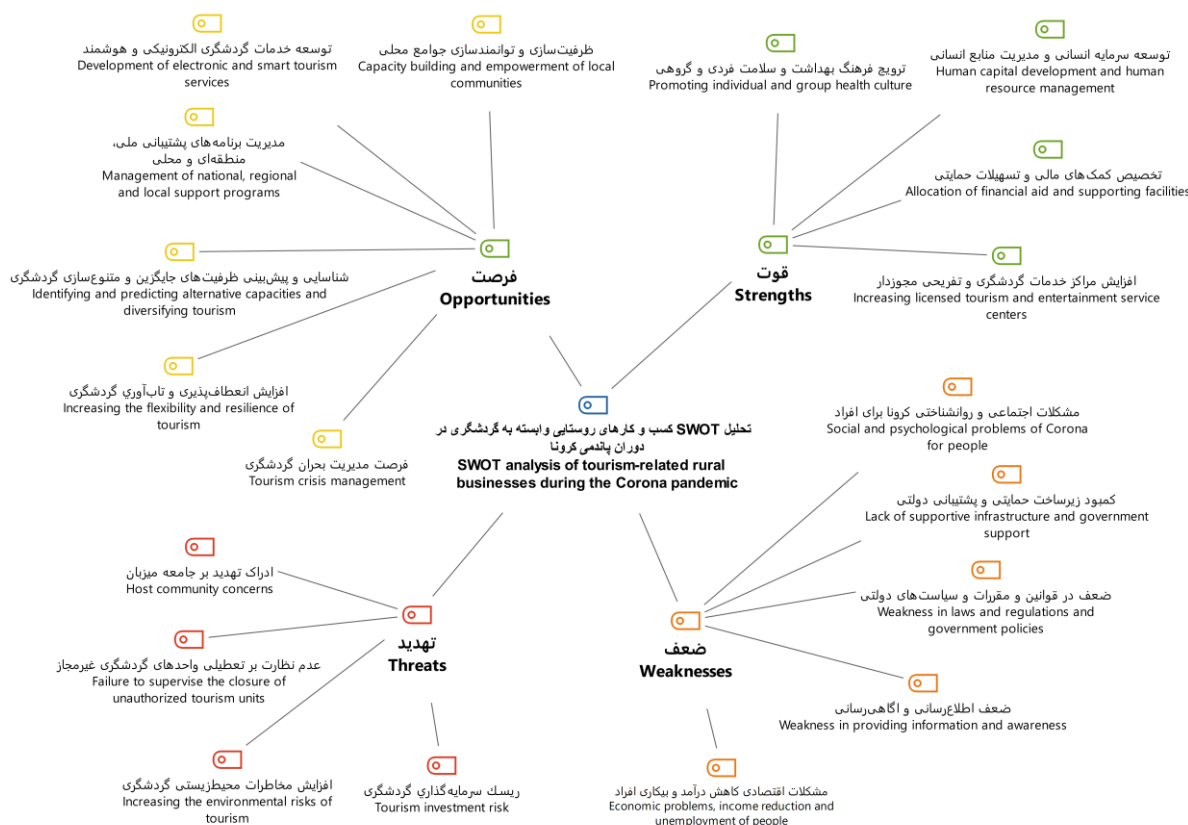 توسعه خدمات گردشگری الکترونیکی و هوشمند
Development of electronic and smart tourism
services
ظرفیت‌سازی و توانمندسازی جوامع محلی
Capacity building and empowerment of local
communities
ترویج فرهنگ بهداشت و سلامت فردی و گروهی
Promoting individual and group health culture
توسعه سرمایه انسانی و مدیریت منابع انسانی
Human capital development and human
resource management
مدیریت برنامه‌های پشتیبانی ملی،
منطقه‌ای و محلی
Management of national, regional
and local support programs
تخصیص کمک‌های مالی و تسهیلات حمایتی
Allocation of financial aid and supporting facilities
شناسایی و پیش‌بینی ظرفیت‌های جایگزین و متنوع‌سازی گردشگری
Identifying and predicting alternative capacities and
diversifying tourism
فرصت
Opportunities
قوت
Strengths
افزایش مراکز خدمات گردشگری و تفریحی مجوزدار
Increasing licensed tourism and entertainment service
centers
افزایش انعطاف‌پذیری و تاب‌آوري گردشگری
Increasing the flexibility and resilience of
tourism
فرصت مدیریت بحران گردشگری
Tourism crisis management
تحلیل SWOT کسب و کارهای روستایی وابسته به گردشگری در
دوران پاندمی کرونا
SWOT analysis of tourism-related rural
businesses during the Corona pandemic
مشکلات اجتماعی و روانشناختی کرونا برای افراد
Social and psychological problems of Corona
for people
کمبود زیرساخت حمایتی و پشتیبانی دولتی
Lack of supportive infrastructure and government
support
ادراک تهدید بر جامعه میزبان
Host community concerns
ضعف در قوانین و مقررات و سیاست‌های دولتی
Weakness in laws and regulations and
government policies
تهدید
Threats
ضعف
Weaknesses
عدم نظارت بر تعطیلی واحدهای گردشگری غیرمجاز
Failure to supervise the closure of
unauthorized tourism units
ضعف اطلاع‌رسانی و آگاهی‌رسانی
Weakness in providing information and awareness
افزایش مخاطرات محیط‌زیستی گردشگری
Increasing the environmental risks of
tourism
ریسك سرمایه‌گذاري گردشگری
Tourism investment risk
مشکلات اقتصادی کاهش درآمد و بیکاری افراد
Economic problems, income reduction and
unemployment of people